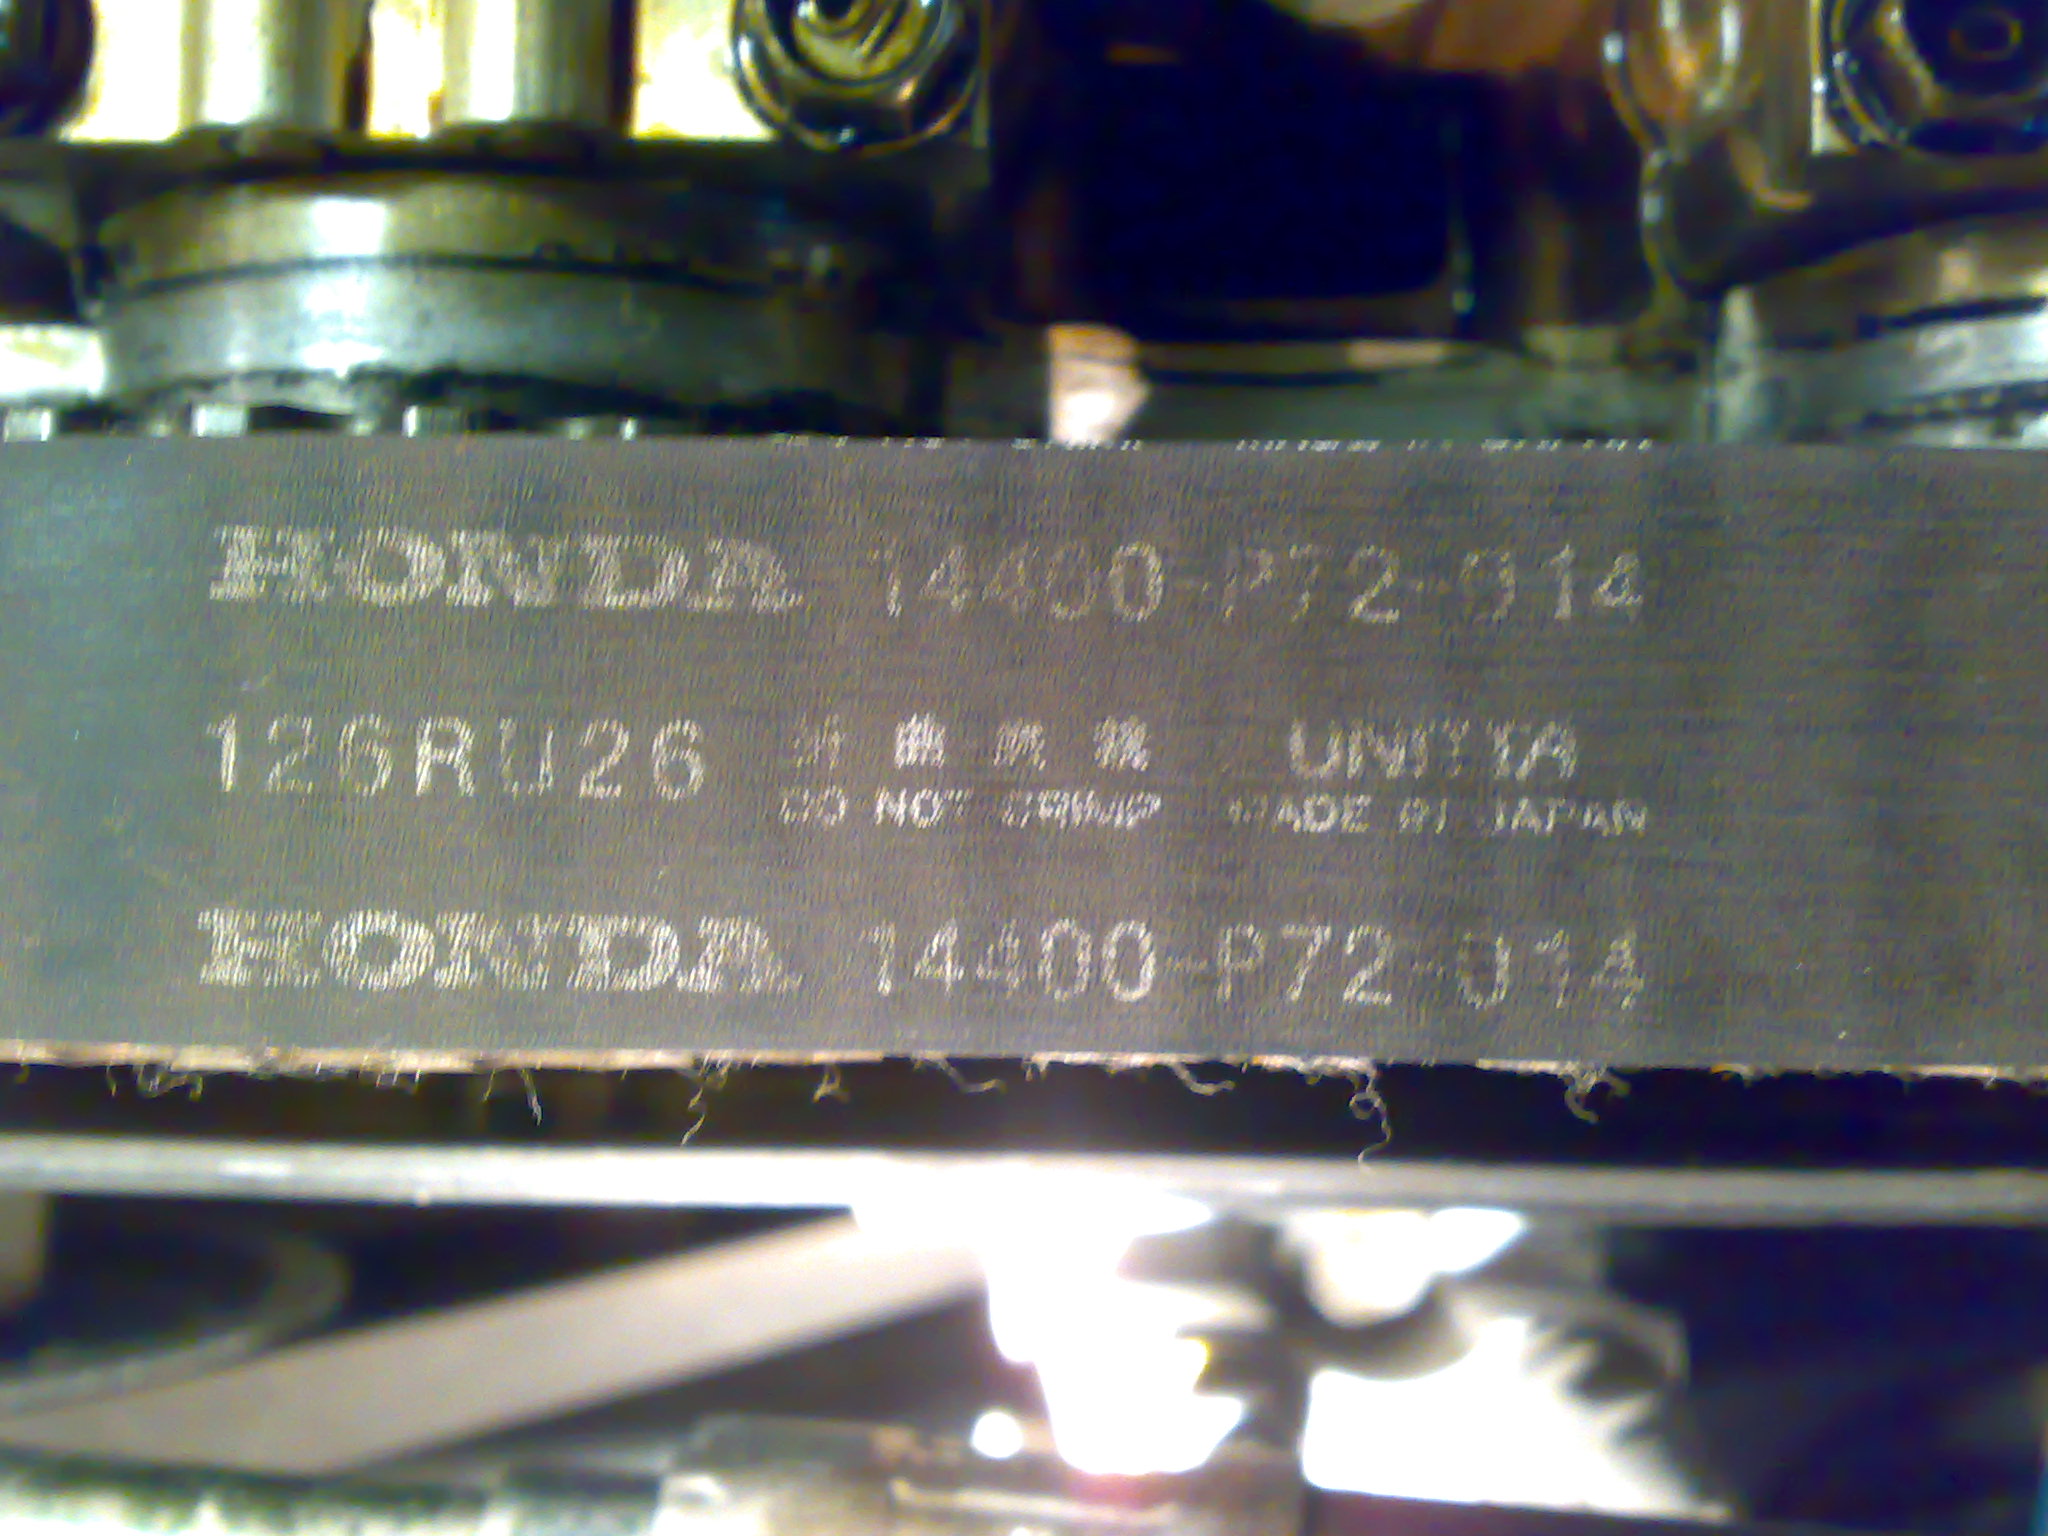 HONDA 14400-P72-014
126RU26 UNITTA
DO NOT CRIMP MADE IN JAPAN
HONDA 14400-P72-014